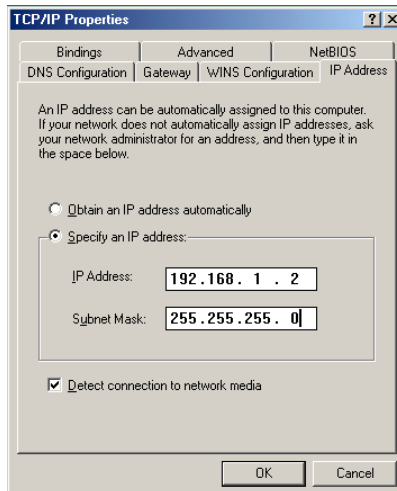 TCP/IP Properties
? x
Bindings Advanced NetBIOS
DNS Configuration Gateway WINS Configuration IP Address
An IP address can be automatically assigned to this computer.
If your network does not automatically assign IP addresses, ask
your network administrator for an address, and then type it in
the space below.
Obtain an IP address automatically
Specify an IP address:
IP Address: 192.168. 1 . 2
Subnet Mask: 255.255.255. 0
Detect connection to network media
OK Cancel